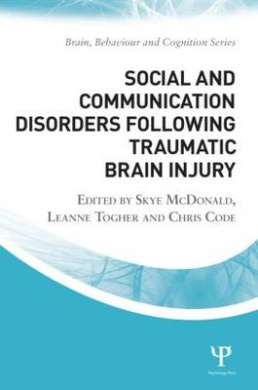 Brain, Behaviour and Cognition Series
SOCIAL AND
COMMUNICATION
DISORDERS FOLLOWING
TRAUMATIC
BRAIN INJURY
EDITED BY SKYE MCDONALD,
LEANNE TOGHER AND CHRIS CODE
Psychology Press